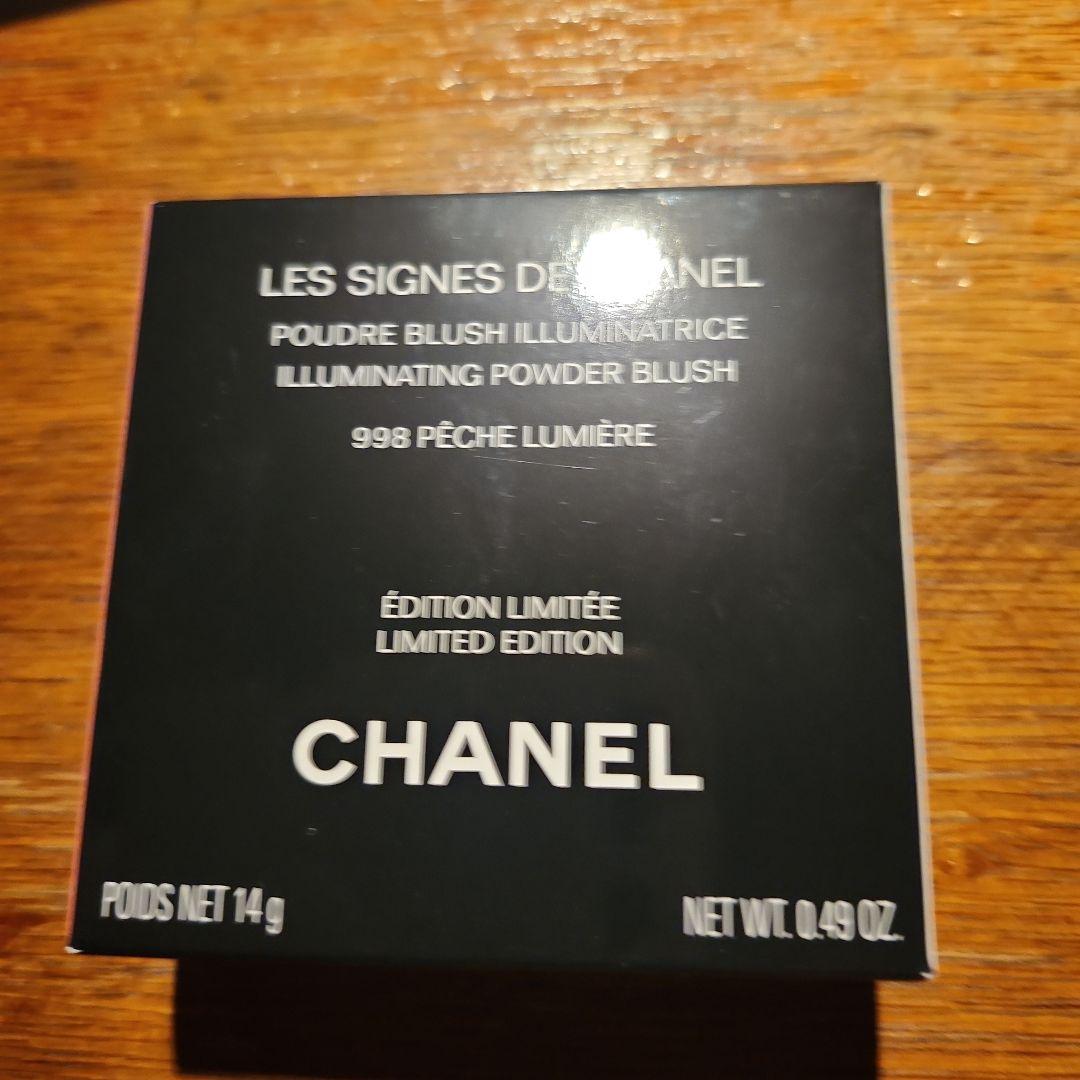 LES SIGNES DE CHANEL
POUDRE BLUSH ILLUMINATRICE
ILLUMINATING POWDER BLUSH
998 PÊCHE LUMIÈRE
ÉDITION LIMITÉE
LIMITED EDITION
CHANEL
POIDS NET 14 g
NET WT. 0.49 OZ.